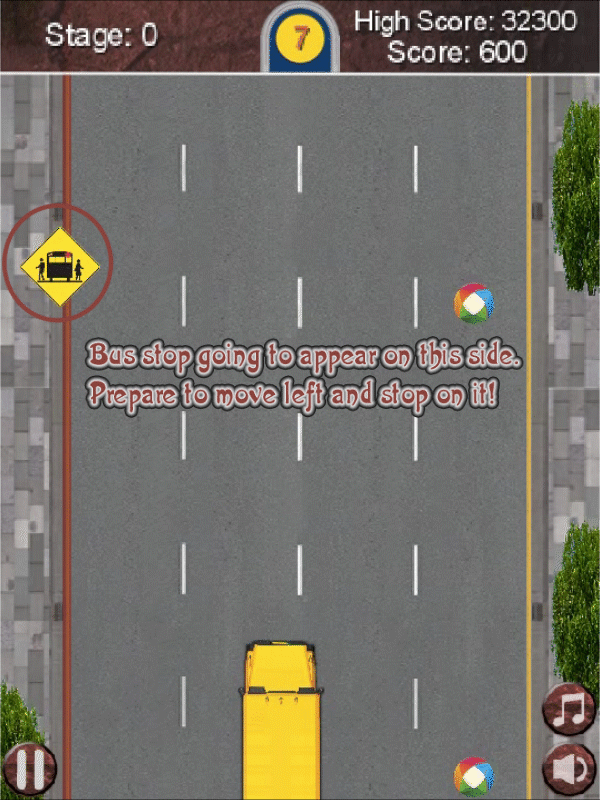 Stage: 0
7
High Score: 32300
Score: 600
Bus stop going to appear on this side.
Prepare to move left and stop on it!